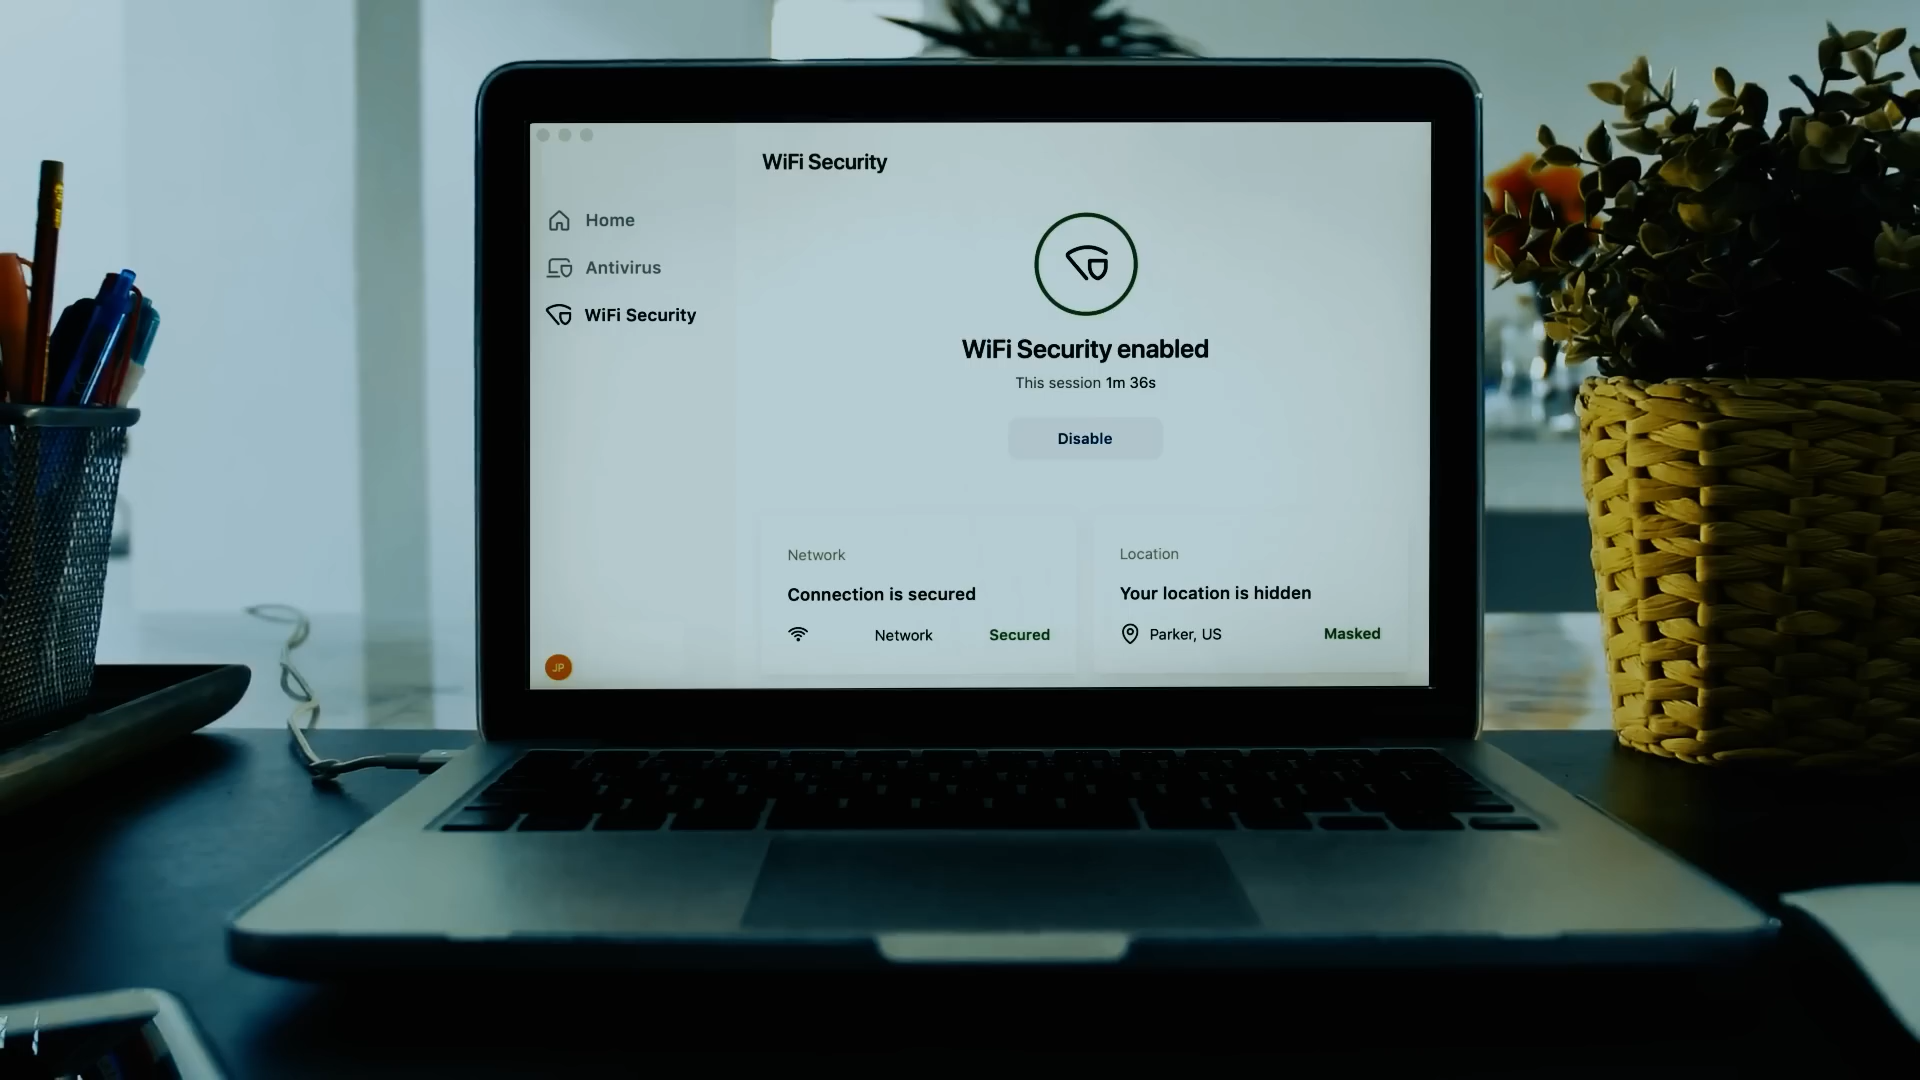 WiFi Security
Home
Antivirus
WiFi Security
WiFi Security enabled
This session 1m 36s
Disable
Network
Connection is secured
Network Secured
Location
Your location is hidden
Parker, US Masked
JP